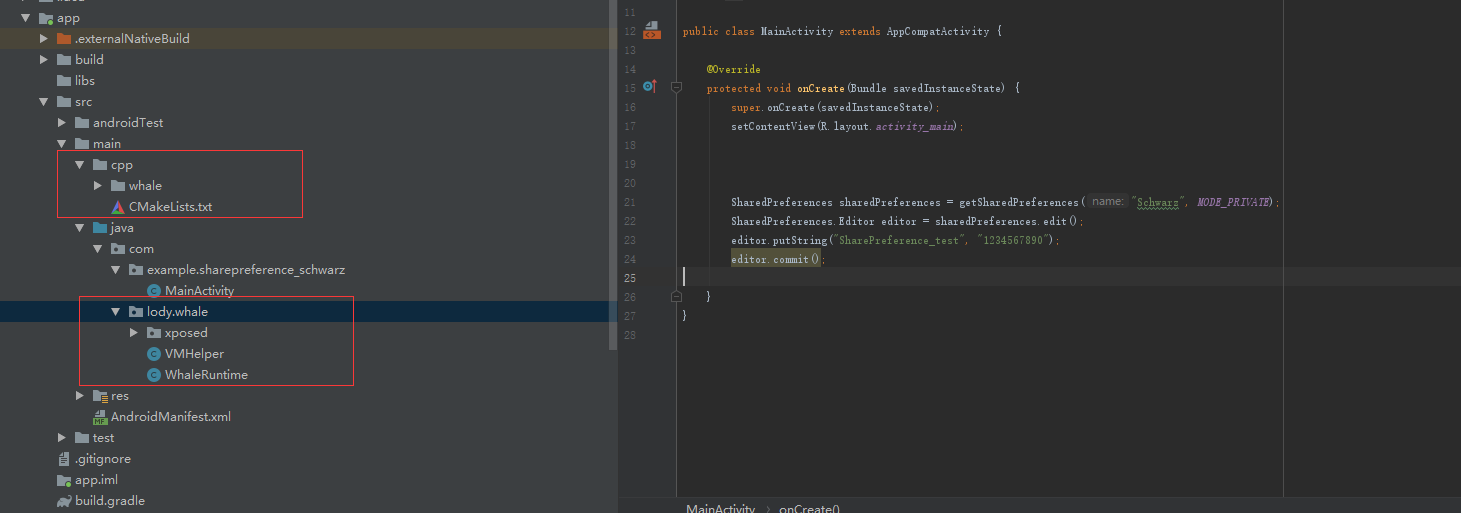 app
.externalNativeBuild
build
libs
src
androidTest
main
cpp
whale
CMakeLists.txt
java
com
example.sharepreference_schwarz
MainActivity
lody.whale
xposed
VMHelper
WhaleRuntime
res
AndroidManifest.xml
test
.gitignore
app.iml
build.gradle
11
12 public class MainActivity extends AppCompatActivity {
13
14 @Override
15 protected void onCreate(Bundle savedInstanceState) {
16 super.onCreate(savedInstanceState);
17 setContentView(R.layout.activity_main);
18
19
20
21 SharedPreferences sharedPreferences = getSharedPreferences( name: "Schwarz", MODE_PRIVATE);
22 SharedPreferences.Editor editor = sharedPreferences.edit();
23 editor.putString("SharePreference_test", "1234567890");
24 editor.commit();
25
26 }
27 }
28
MainActivity > onCreate()